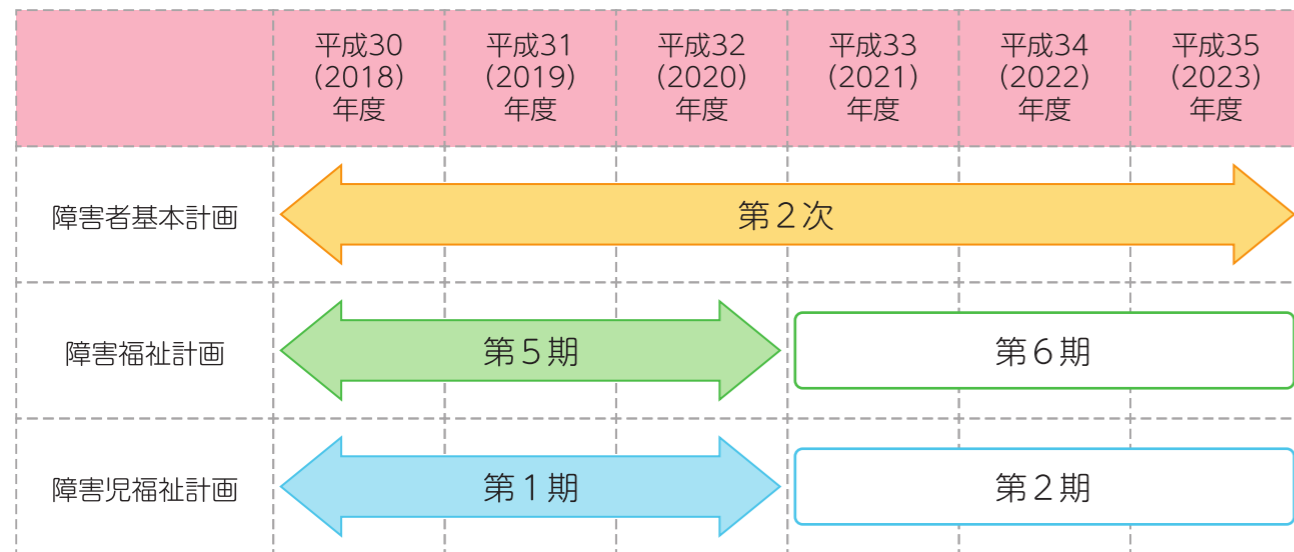 平成30
(2018)
年度
平成31
(2019)
年度
平成32
(2020)
年度
平成33
(2021)
年度
平成34
(2022)
年度
平成35
(2023)
年度
障害者基本計画
第2次
障害福祉計画
第5期
第6期
障害児福祉計画
第1期
第2期